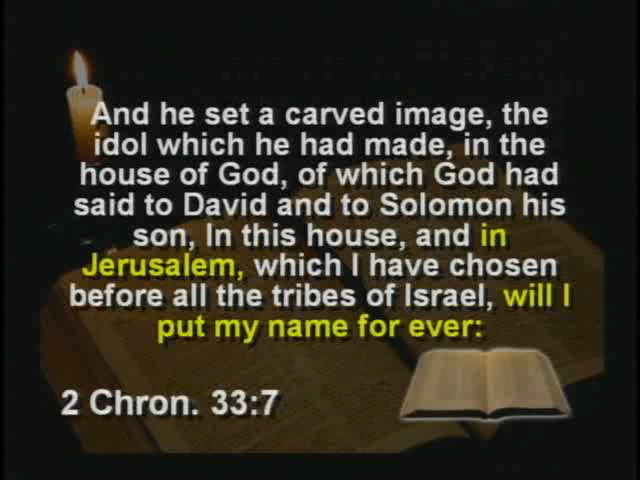 And he set a carved image, the
idol which he had made, in the
house of God, of which God had
said to David and to Solomon his
son, In this house, and in
Jerusalem, which I have chosen
before all the tribes of Israel, will I
put my name for ever:
2 Chron. 33:7